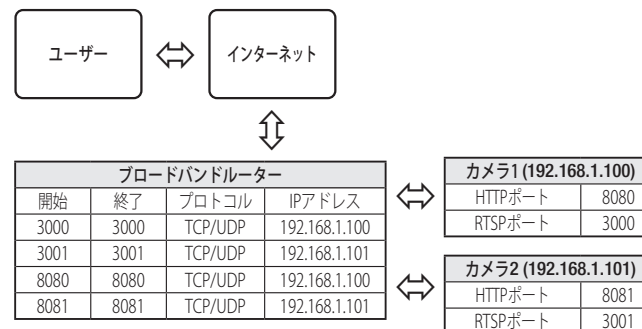 ユーザー
インターネット
ブロードバンドルーター
開始 終了 プロトコル IPアドレス
3000 3000 TCP/UDP 192.168.1.100
3001 3001 TCP/UDP 192.168.1.101
8080 8080 TCP/UDP 192.168.1.100
8081 8081 TCP/UDP 192.168.1.101
カメラ1 (192.168.1.100)
HTTPポート 8080
RTSPポート 3000
カメラ2 (192.168.1.101)
HTTPポート 8081
RTSPポート 3001